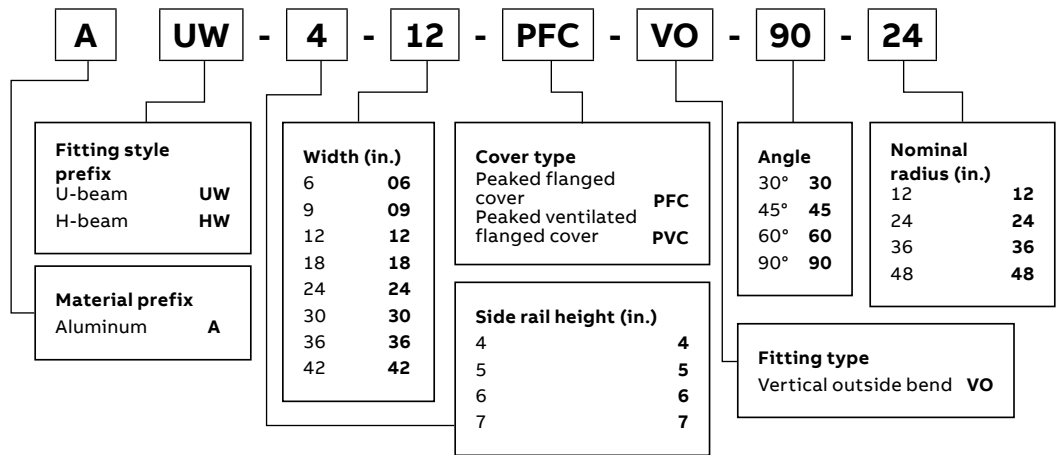 A UW - 4 - 12 - PFC - VO - 90 - 24
Fitting style
prefix
U-beam UW
H-beam HW
Material prefix
Aluminum A
Width (in.)
6 06
9 09
12 12
18 18
24 24
30 30
36 36
42 42
Cover type
Peaked flanged
cover PFC
Peaked ventilated
flanged cover PVC
Side rail height (in.)
4 4
5 5
6 6
7 7
Angle
30° 30
45° 45
60° 60
90° 90
Nominal
radius (in.)
12 12
24 24
36 36
48 48
Fitting type
Vertical outside bend VO